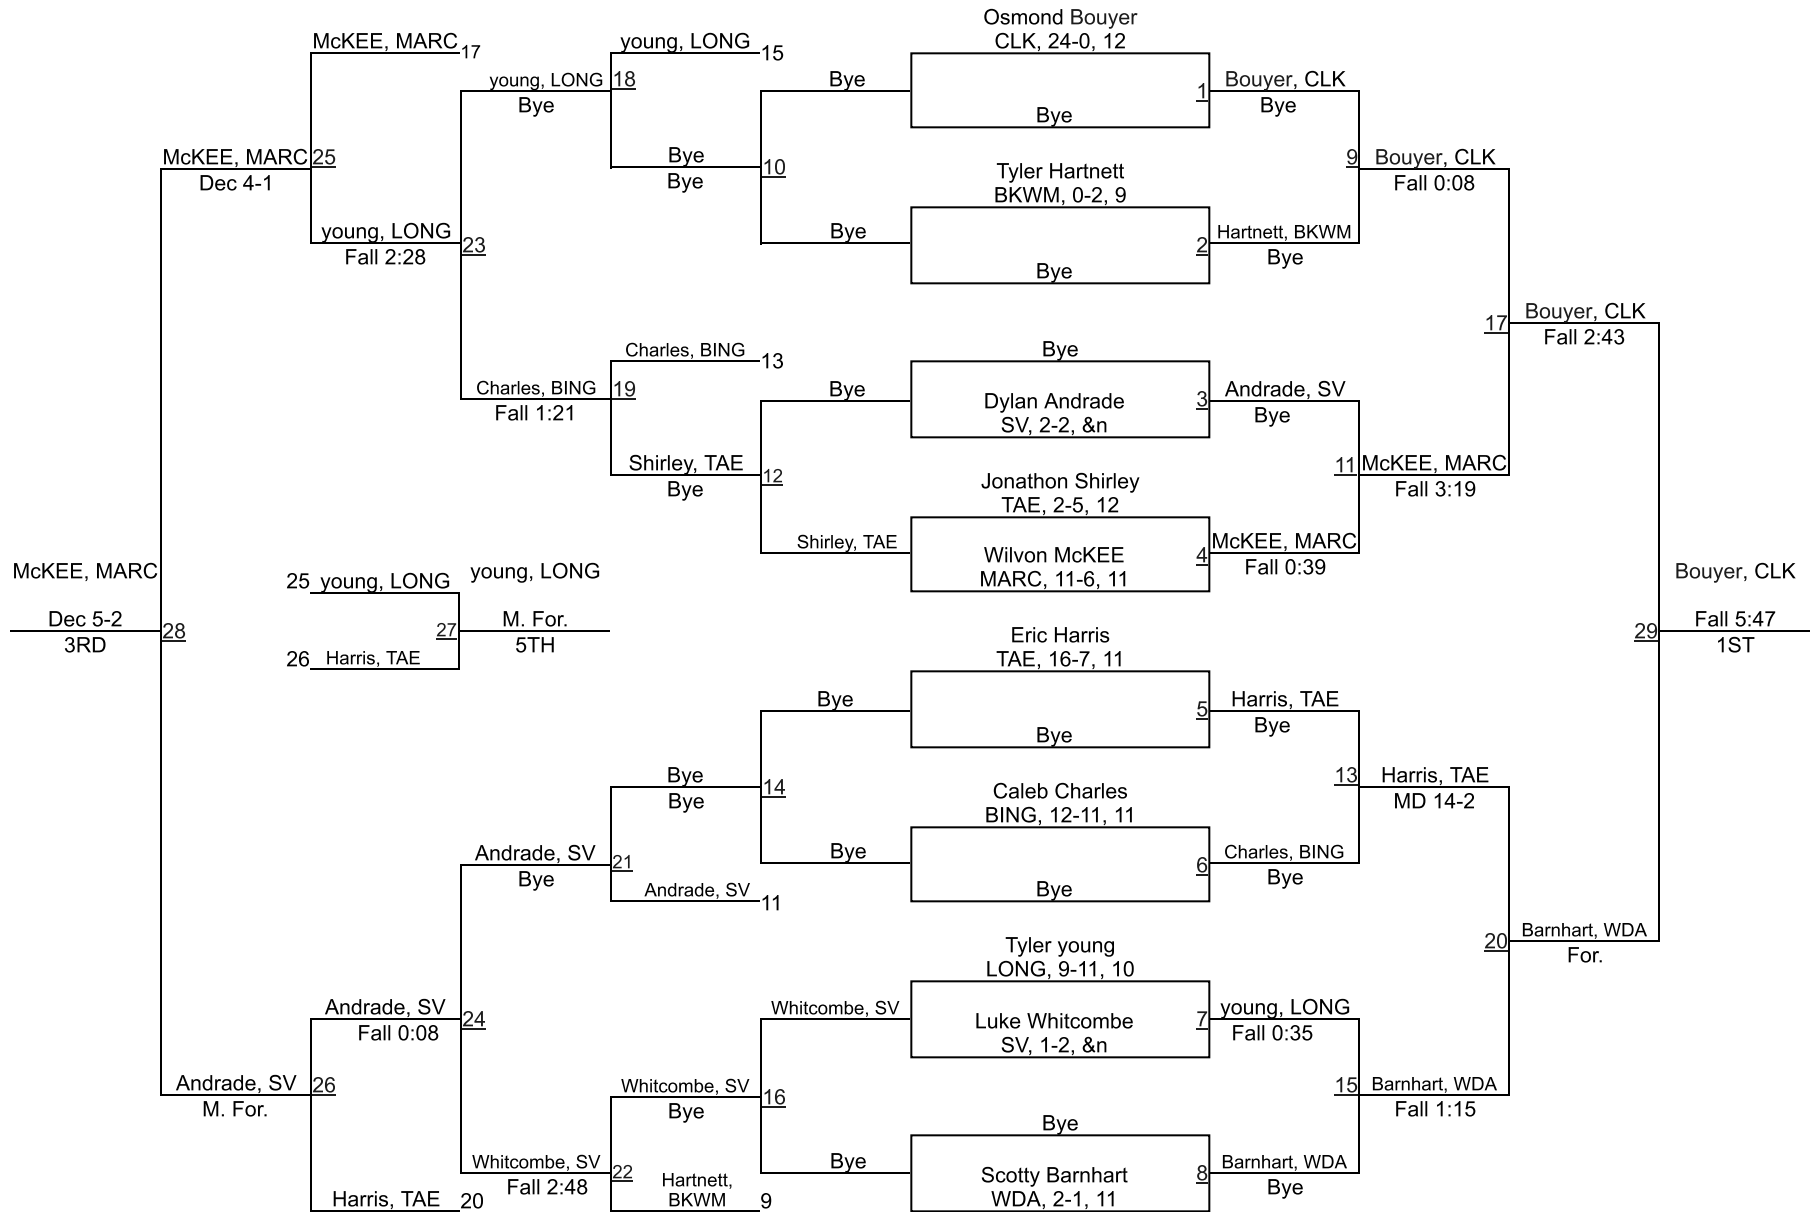 Osmond Bouyer
CLK, 24-0, 12
McKEE, MARC
17
young, LONG
15
young, LONG
18
Bye
Bye
1
Bouyer, CLK
Bye
Bye
Bye
McKEE, MARC
25
Dec 4-1
Bye
10
Bye
Tyler Hartnett
BKWM, 0-2, 9
9
Bouyer, CLK
Fall 0:08
young, LONG
23
Fall 2:28
Bye
2
Hartnett, BKWM
Bye
Bye
17
Bouyer, CLK
Fall 2:43
Charles, BING
13
Bye
Charles, BING
19
Fall 1:21
Bye
Dylan Andrade
SV, 2-2, &n
3
Andrade, SV
Bye
Shirley, TAE
12
Bye
Jonathon Shirley
TAE, 2-5, 12
11
McKEE, MARC
Fall 3:19
Shirley, TAE
Wilvon McKEE
MARC, 11-6, 11
4
McKEE, MARC
Fall 0:39
McKEE, MARC
Dec 5-2
28
3RD
25
young, LONG
young, LONG
27
M. For.
5TH
26
Harris, TAE
Bouyer, CLK
29
Fall 5:47
1ST
Eric Harris
TAE, 16-7, 11
Bye
5
Harris, TAE
Bye
Bye
Bye
14
Bye
Caleb Charles
BING, 12-11, 11
13
Harris, TAE
MD 14-2
Andrade, SV
21
Bye
Andrade, SV
11
Bye
6
Charles, BING
Bye
Bye
20
Barnhart, WDA
For.
Tyler young
LONG, 9-11, 10
Andrade, SV
24
Fall 0:08
Whitcombe, SV
Luke Whitcombe
SV, 1-2, &n
7
young, LONG
Fall 0:35
Andrade, SV
26
M. For.
Whitcombe, SV
16
Bye
15
Barnhart, WDA
Fall 1:15
Bye
Whitcombe, SV
22
Fall 2:48
Hartnett,
BKWM
9
Bye
Scotty Barnhart
WDA, 2-1, 11
8
Barnhart, WDA
Bye
Harris, TAE
20